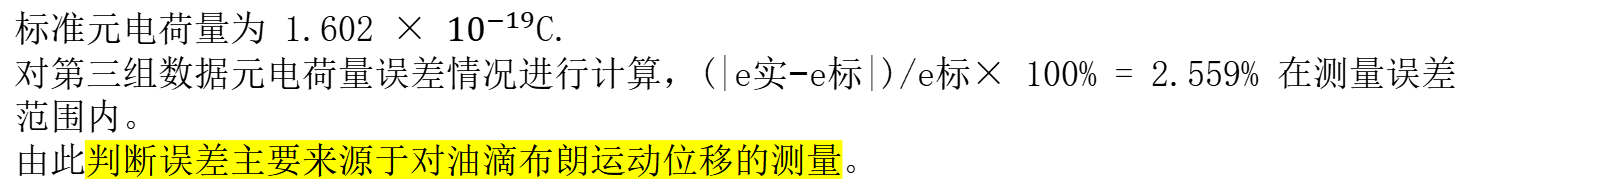 标准元电荷量为 1.602 × 10⁻¹⁹C.
对第三组数据元电荷量误差情况进行计算，(|e实-e标|)/e标× 100% = 2.559% 在测量误差
范围内。
由此判断误差主要来源于对油滴布朗运动位移的测量。